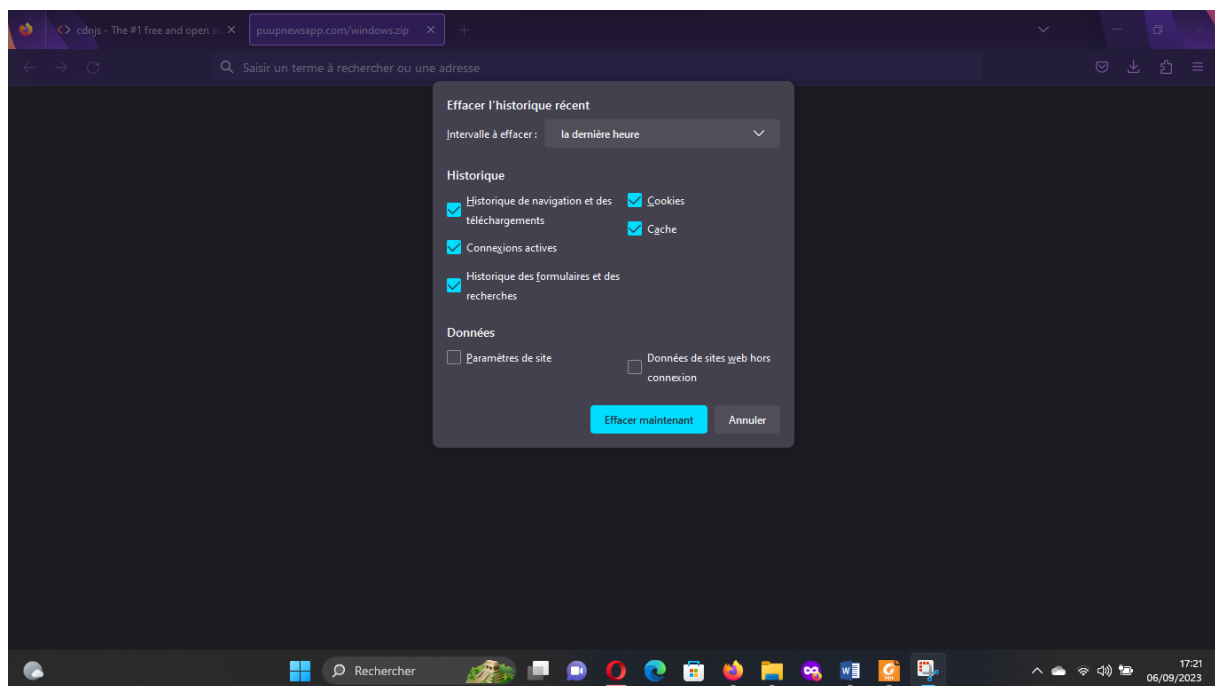 cdnjs - The #1 free and open so
puupnewsapp.com/windows.zip
Saisir un terme à rechercher ou une adresse
Effacer l'historique récent
Intervalle à effacer : la dernière heure
Historique
Historique de navigation et des
téléchargements
Cookies
Cache
Connexions actives
Historique des formulaires et des
recherches
Données
Paramètres de site
Données de sites web hors
connexion
Effacer maintenant Annuler
Rechercher
17:21
06/09/2023